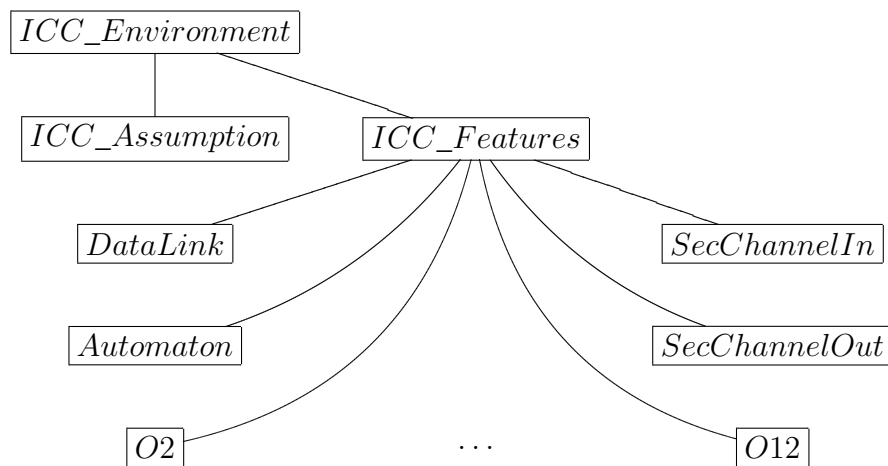 ICC_Environment
ICC_Assumption ICC_Features
DataLink SecChannelIn
Automaton SecChannelOut
O2 ... O12